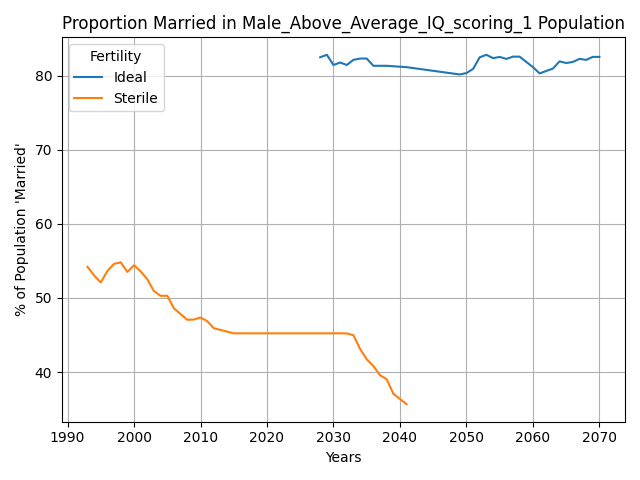 Proportion Married in Male_Above_Average_IQ_scoring_1 Population
Fertility
Ideal
Sterile
% of Population 'Married'
80
70
60
50
40
1990 2000 2010 2020 2030 2040 2050 2060 2070
Years